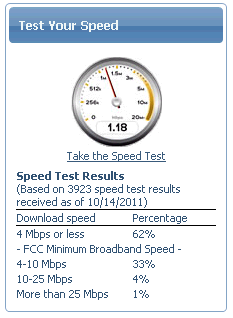 Test Your Speed
1m
1.5m
512k
3m
256k
10m
0
Mbps
20m+
1.18
Take the Speed Test
Speed Test Results
(Based on 3923 speed test results
received as of 10/14/2011)
Download speed Percentage
4 Mbps or less 62%
- FCC Minimum Broadband Speed -
4-10 Mbps 33%
10-25 Mbps 4%
More than 25 Mbps 1%